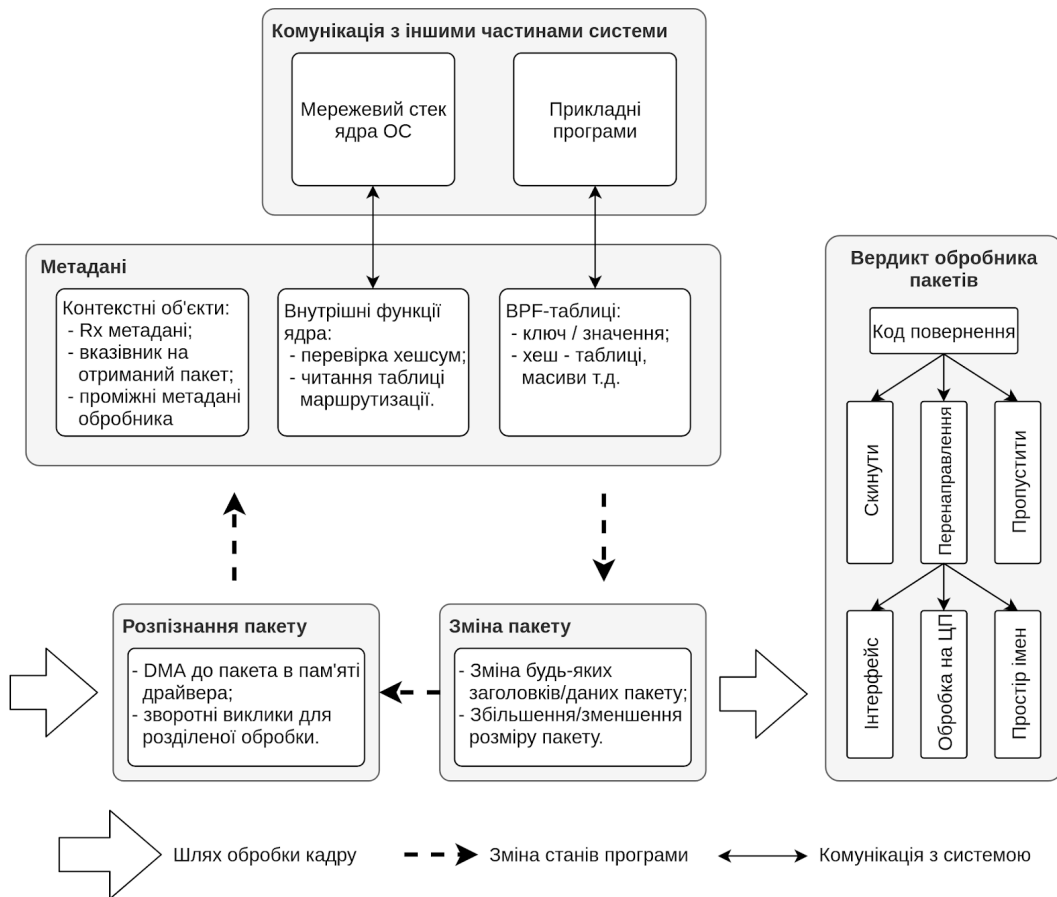 Комунікація з іншими частинами системи
Мережевий стек
ядра ОС
Прикладні
програми
Метадані
Контекстні об'єкти:
- Rx метадані;
- вказівник на
отриманий пакет;
- проміжні метадані
обробника
Внутрішні функції
ядра:
- перевірка хешсум;
- читання таблиці
маршрутизації.
BPF-таблиці:
- ключ / значення;
- хеш - таблиці,
масиви т.д.
Вердикт обробника
пакетів
Код повернення
Скинути
Перенаправлення
Пропустити
Інтерфейс
Обробка на ЦП
Простір імен
Розпізнання пакету
- DMA до пакета в пам'яті
драйвера;
- зворотні виклики для
розділеної обробки.
Зміна пакету
- Зміна будь-яких
заголовків/даних пакету;
- Збільшення/зменшення
розміру пакету.
Шлях обробки кадру
Зміна станів програми
Комунікація з системою